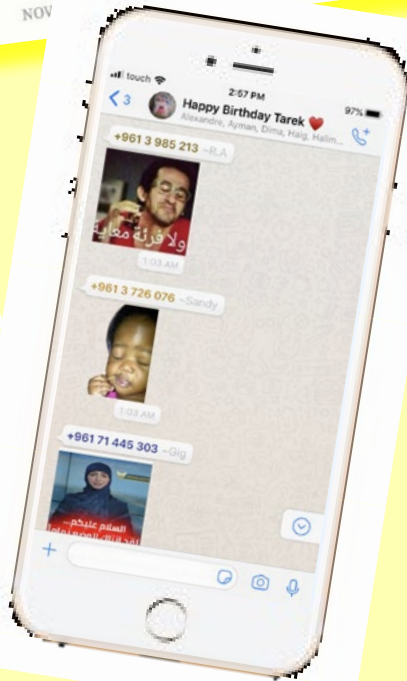 NOV
touch
2:57 PM
97%
3
Happy Birthday Tarek ❤️
Alexandre, Ayman, Dima, Haig, Halim...
+961 3 985 213 ~R.A
ولا فرئة معاية
1:03 AM
+961 3 726 076 ~Sandy
1:03 AM
+961 71 445 303 ~Gig
السلام عليكم...